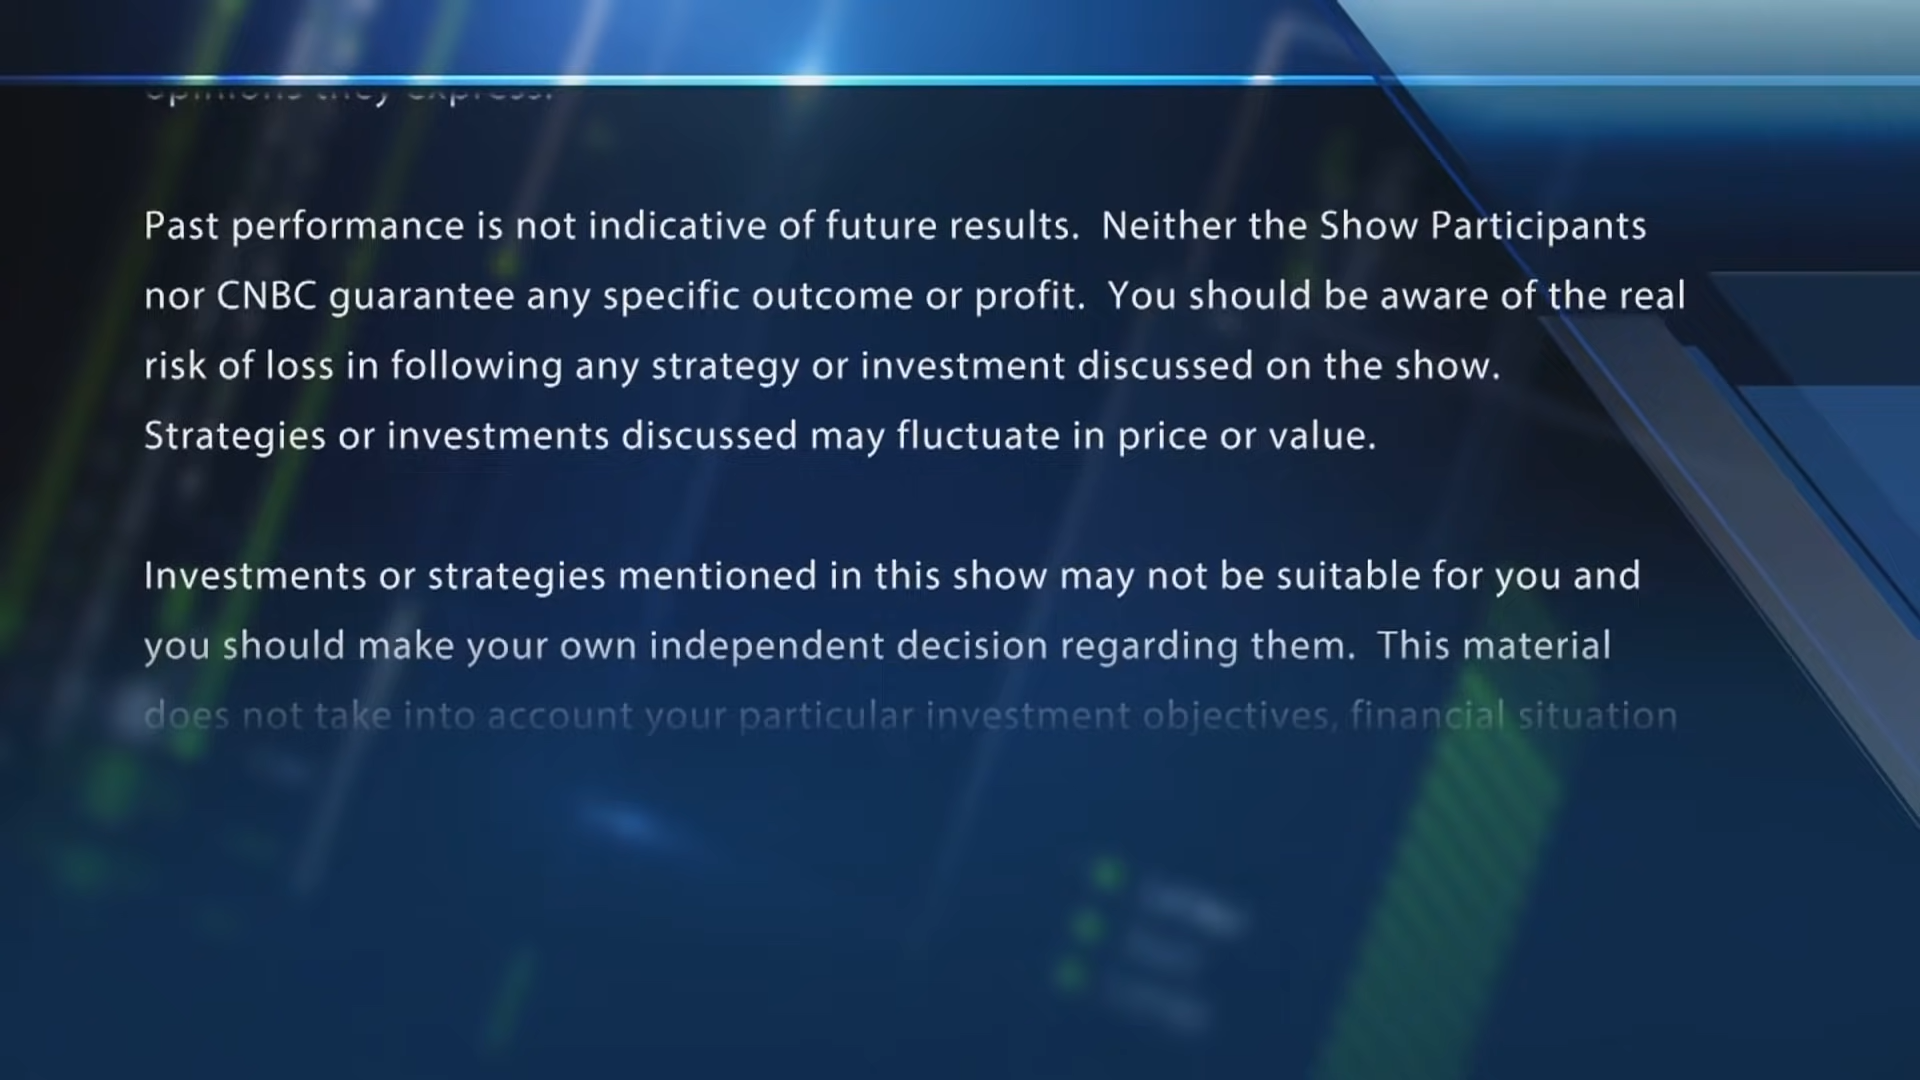 opinions they express.
Past performance is not indicative of future results.  Neither the Show Participants
nor CNBC guarantee any specific outcome or profit.  You should be aware of the real
risk of loss in following any strategy or investment discussed on the show.
Strategies or investments discussed may fluctuate in price or value.
Investments or strategies mentioned in this show may not be suitable for you and
you should make your own independent decision regarding them.  This material
does not take into account your particular investment objectives, financial situation